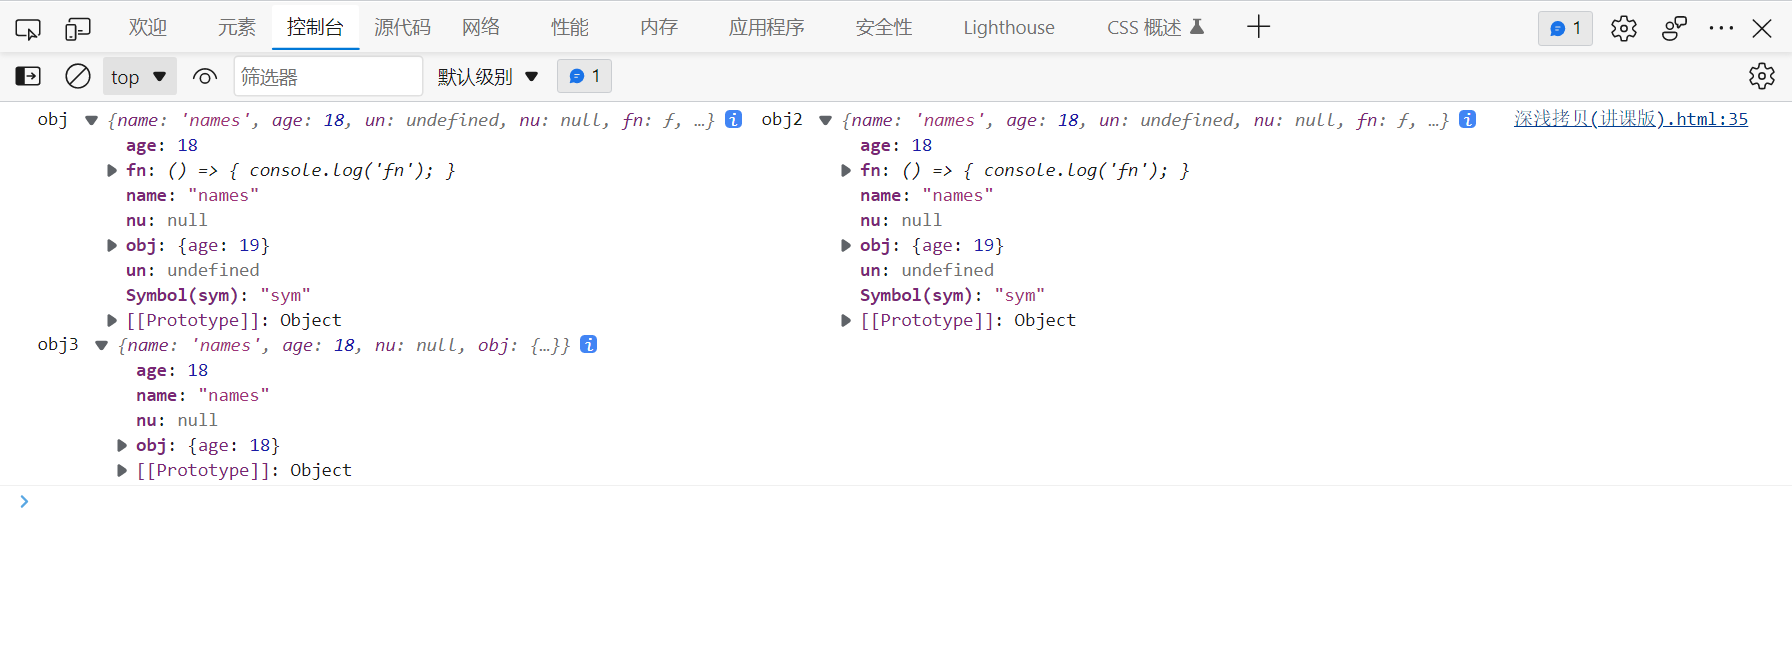 欢迎 元素 控制台 源代码 网络 性能 内存 应用程序 安全性 Lighthouse CSS 概述 1
top 筛选器 默认级别 1
obj {name: 'names', age: 18, un: undefined, nu: null, fn: ƒ, …} i obj2 {name: 'names', age: 18, un: undefined, nu: null, fn: ƒ, …} i 深浅拷贝(讲课版).html:35
age: 18 age: 18
fn: () => { console.log('fn'); } fn: () => { console.log('fn'); }
name: "names" name: "names"
nu: null nu: null
obj: {age: 19} obj: {age: 19}
un: undefined un: undefined
Symbol(sym): "sym" Symbol(sym): "sym"
[[Prototype]]: Object [[Prototype]]: Object
obj3 {name: 'names', age: 18, nu: null, obj: {…}} i
age: 18
name: "names"
nu: null
obj: {age: 18}
[[Prototype]]: Object